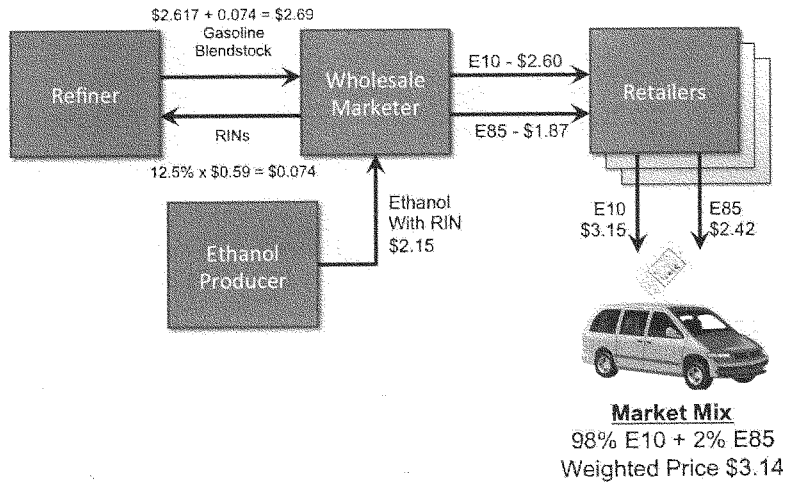 $2.617 + 0.074 = $2.69
Gasoline
Blendstock
Refiner
Wholesale
Marketer
E10 - $2.60
E85 - $1.87
Retailers
RINs
12.5% x $0.59 = $0.074
Ethanol
With RIN
$2.15
Ethanol
Producer
E10
$3.15
E85
$2.42
Market Mix
98% E10 + 2% E85
Weighted Price $3.14